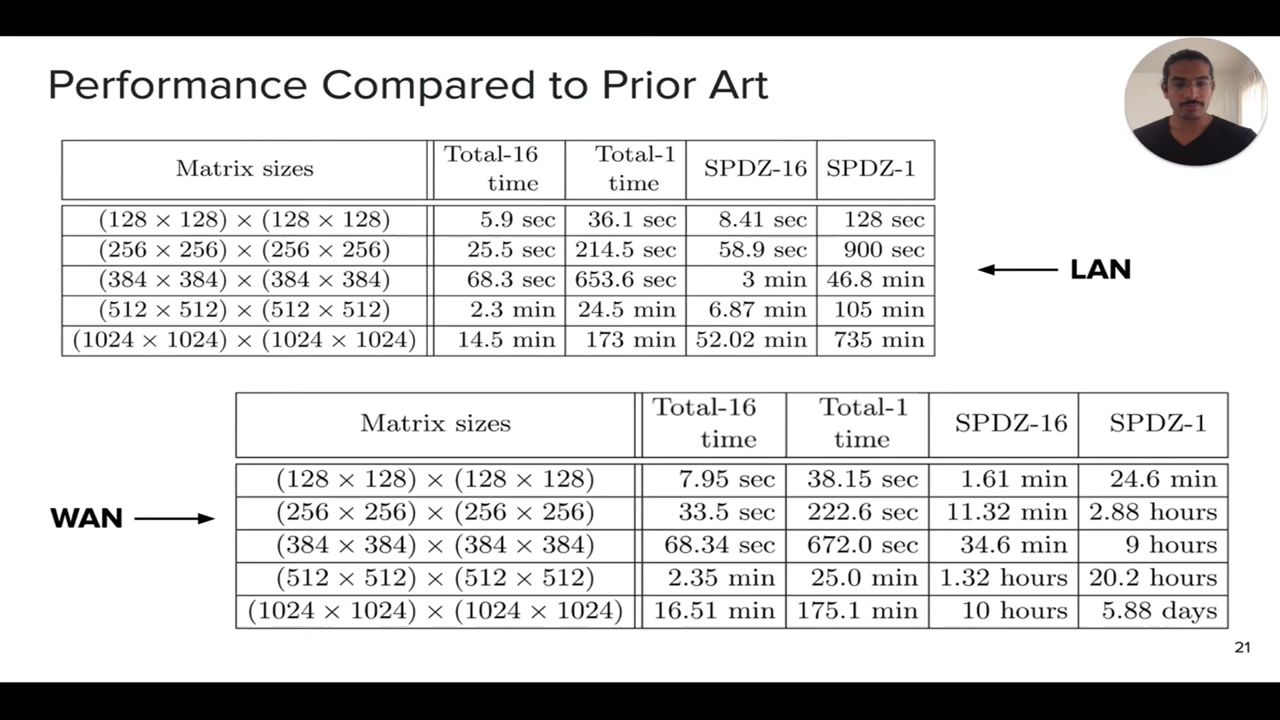 Performance Compared to Prior Art
Matrix sizes Total-16 time Total-1 time SPDZ-16 SPDZ-1
(128 × 128) × (128 × 128) 5.9 sec 36.1 sec 8.41 sec 128 sec
(256 × 256) × (256 × 256) 25.5 sec 214.5 sec 58.9 sec 900 sec
(384 × 384) × (384 × 384) 68.3 sec 653.6 sec 3 min 46.8 min
(512 × 512) × (512 × 512) 2.3 min 24.5 min 6.87 min 105 min
(1024 × 1024) × (1024 × 1024) 14.5 min 173 min 52.02 min 735 min
LAN
WAN
Matrix sizes Total-16 time Total-1 time SPDZ-16 SPDZ-1
(128 × 128) × (128 × 128) 7.95 sec 38.15 sec 1.61 min 24.6 min
(256 × 256) × (256 × 256) 33.5 sec 222.6 sec 11.32 min 2.88 hours
(384 × 384) × (384 × 384) 68.34 sec 672.0 sec 34.6 min 9 hours
(512 × 512) × (512 × 512) 2.35 min 25.0 min 1.32 hours 20.2 hours
(1024 × 1024) × (1024 × 1024) 16.51 min 175.1 min 10 hours 5.88 days
21